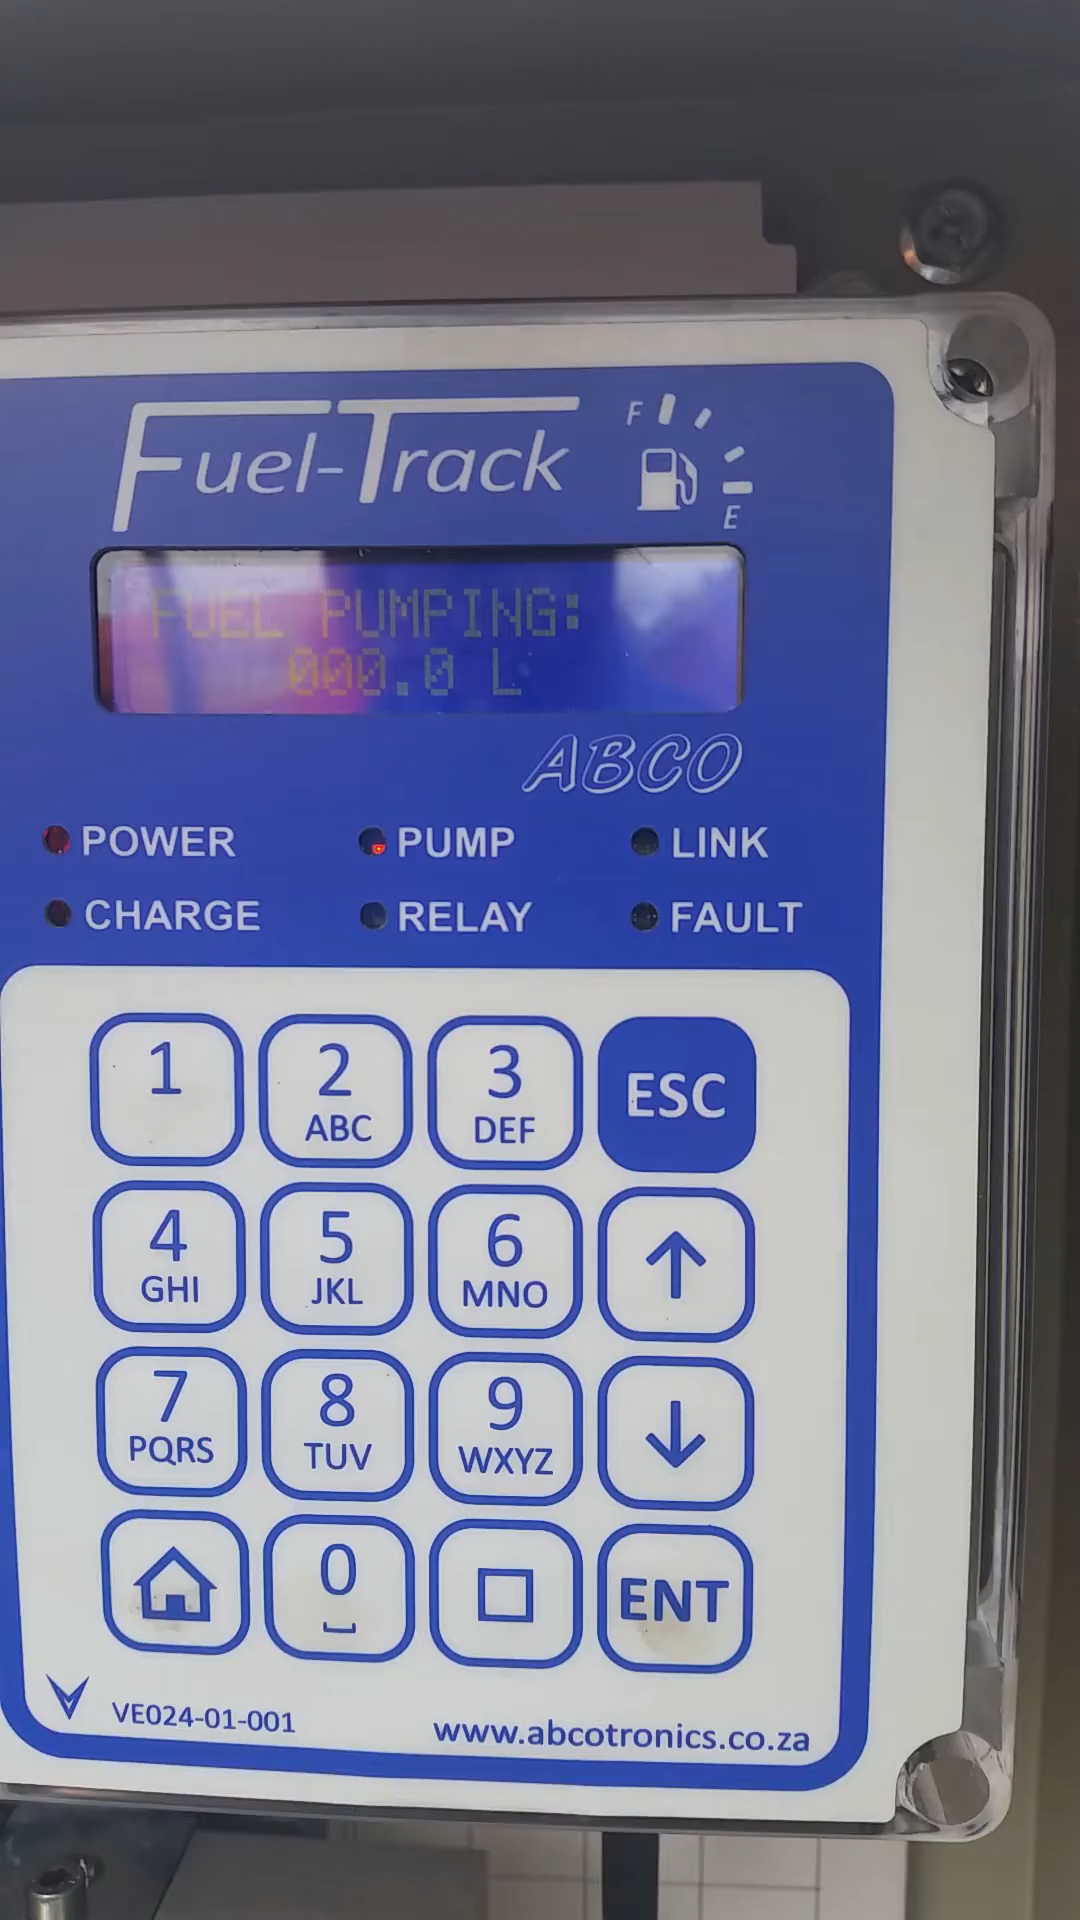 Fuel-Track
F
E
FUEL PUMPING:
000.0 L
ABCO
POWER PUMP LINK
CHARGE RELAY FAULT
1 2 3 ESC
ABC DEF
4 5 6
GHI JKL MNO
7 8 9
PQRS TUV WXYZ
0 ENT
VE024-01-001 www.abcotronics.co.za